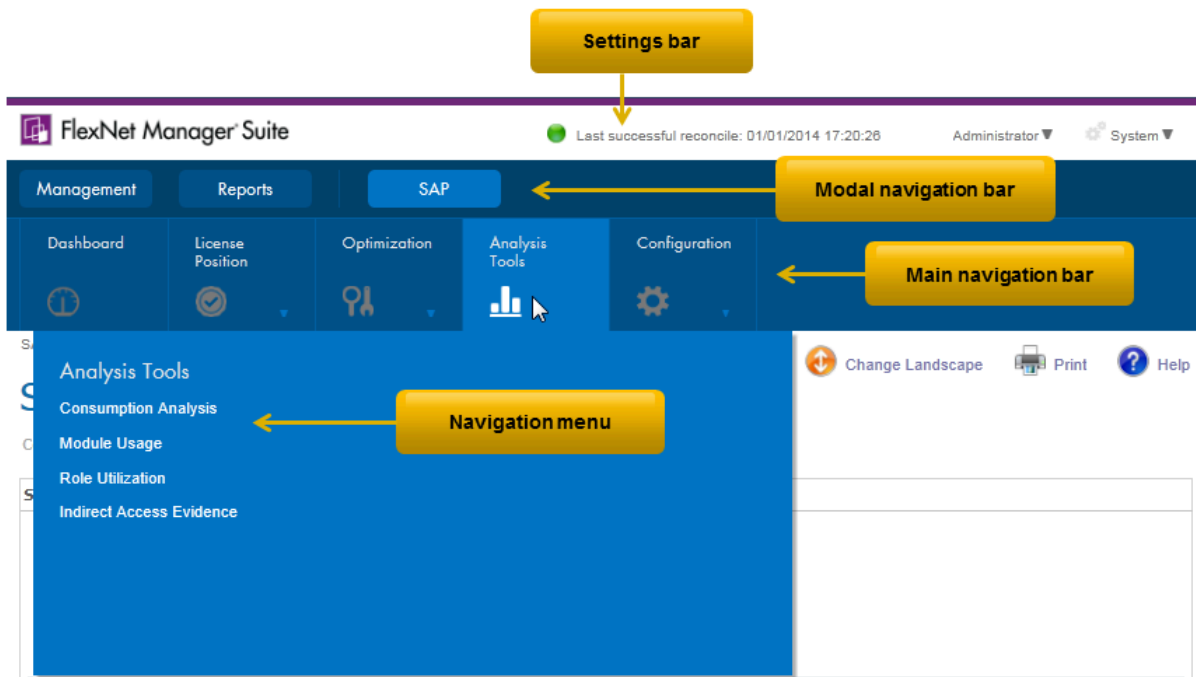 Settings bar
FlexNet Manager Suite
Last successful reconcile: 01/01/2014 17:20:26
Administrator▼
System▼
Management
Reports
SAP
Modal navigation bar
Dashboard
License
Position
Optimization
Analysis
Tools
Configuration
Main navigation bar
Analysis Tools
Consumption Analysis
Module Usage
Role Utilization
Indirect Access Evidence
Navigation menu
Change Landscape
Print
Help